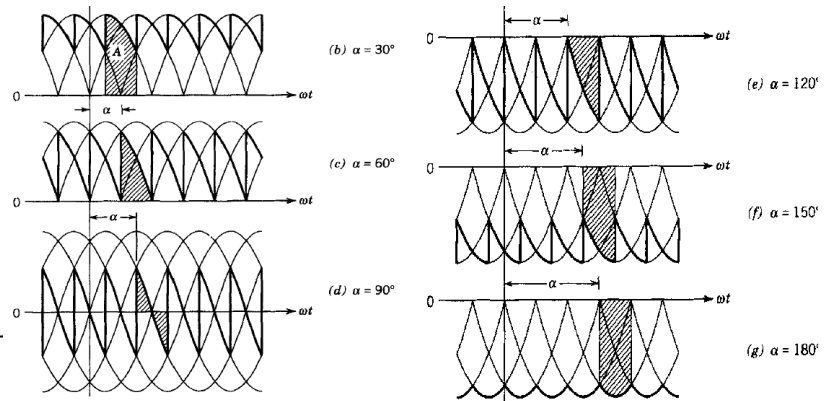 A
(b) α = 30°
0
ωt
α
(c) α = 60°
0
ωt
α
(d) α = 90°
0
ωt
α
0
ωt
(e) α = 120°
α
0
ωt
(f) α = 150°
α
0
ωt
(g) α = 180°